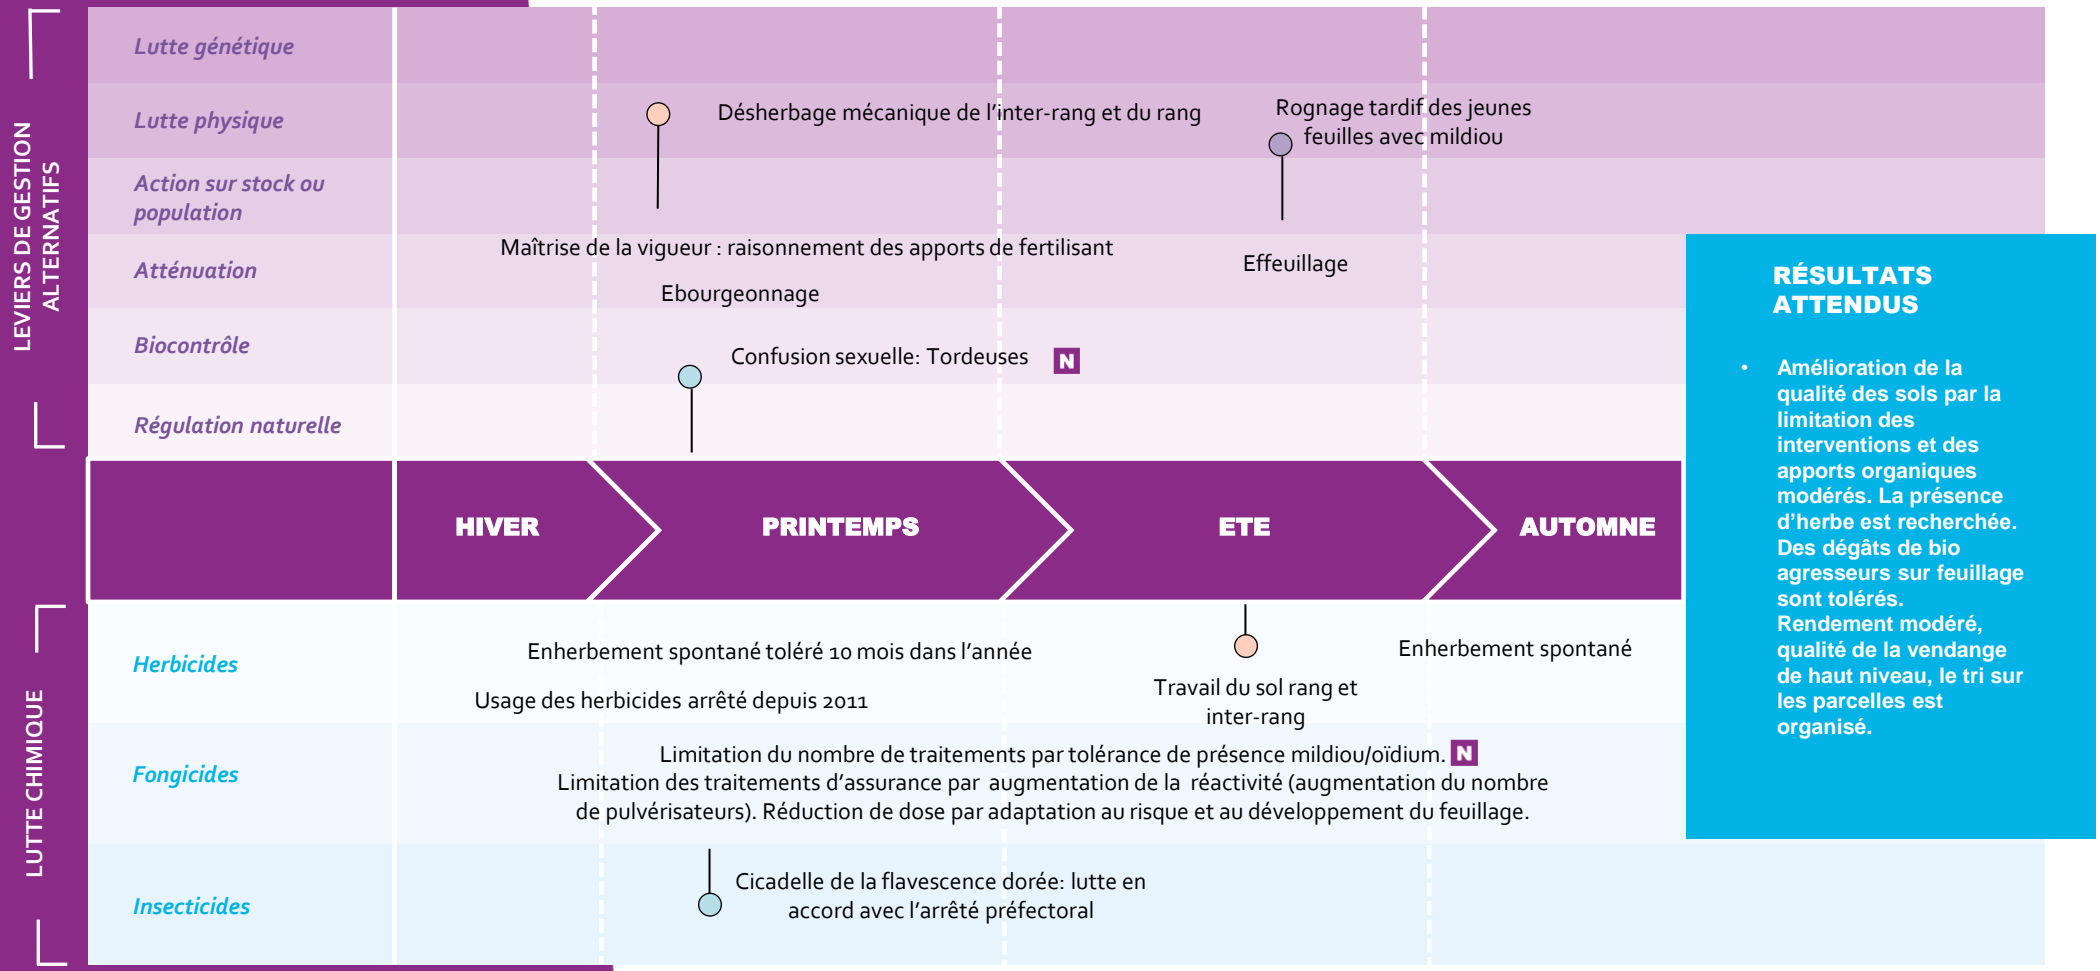 LEVIERS DE GESTION
ALTERNATIFS
Lutte génétique
Lutte physique
Désherbage mécanique de l'inter-rang et du rang
Rognage tardif des jeunes
feuilles avec mildiou
Action sur stock ou
population
Maîtrise de la vigueur : raisonnement des apports de fertilisant
Atténuation
Effeuillage
Ebourgeonnage
Biocontrôle
Confusion sexuelle: Tordeuses N
Régulation naturelle
HIVER
PRINTEMPS
ETE
AUTOMNE
LUTTE CHIMIQUE
Herbicides
Enherbement spontané toléré 10 mois dans l'année
Enherbement spontané
Usage des herbicides arrêté depuis 2011
Travail du sol rang et
inter-rang
Fongicides
Limitation du nombre de traitements par tolérance de présence mildiou/oïdium. N
Limitation des traitements d'assurance par augmentation de la réactivité (augmentation du nombre
de pulvérisateurs). Réduction de dose par adaptation au risque et au développement du feuillage.
Insecticides
Cicadelle de la flavescence dorée: lutte en
accord avec l'arrêté préfectoral
RÉSULTATS
ATTENDUS
• Amélioration de la
qualité des sols par la
limitation des
interventions et des
apports organiques
modérés. La présence
d'herbe est recherchée.
Des dégâts de bio
agresseurs sur feuillage
sont tolérés.
Rendement modéré,
qualité de la vendange
de haut niveau, le tri sur
les parcelles est
organisé.